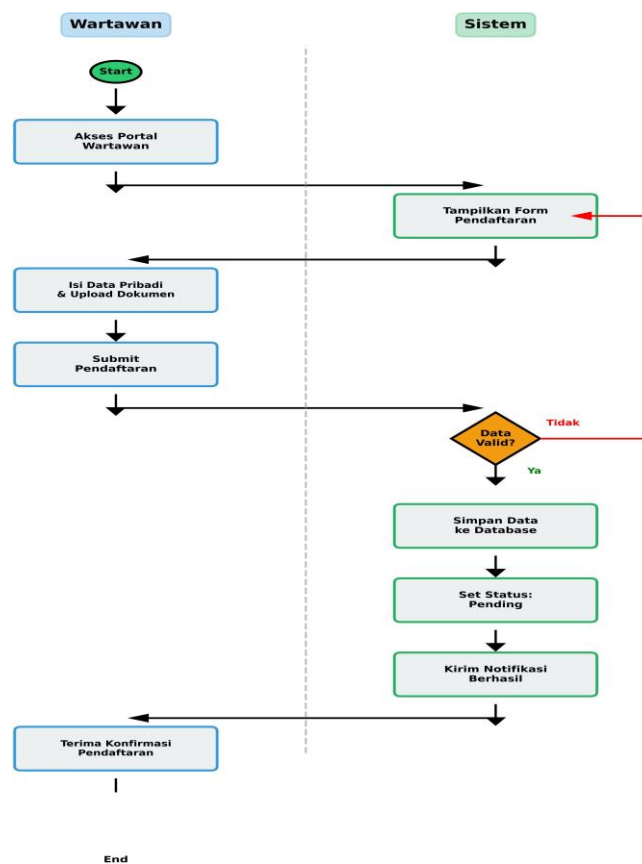 Wartawan
Sistem
Start
Akses Portal
Wartawan
Tampilkan Form
Pendaftaran
Isi Data Pribadi
& Upload Dokumen
Submit
Pendaftaran
Data
Valid?
Tidak
Ya
Simpan Data
ke Database
Set Status:
Pending
Kirim Notifikasi
Berhasil
Terima Konfirmasi
Pendaftaran
End